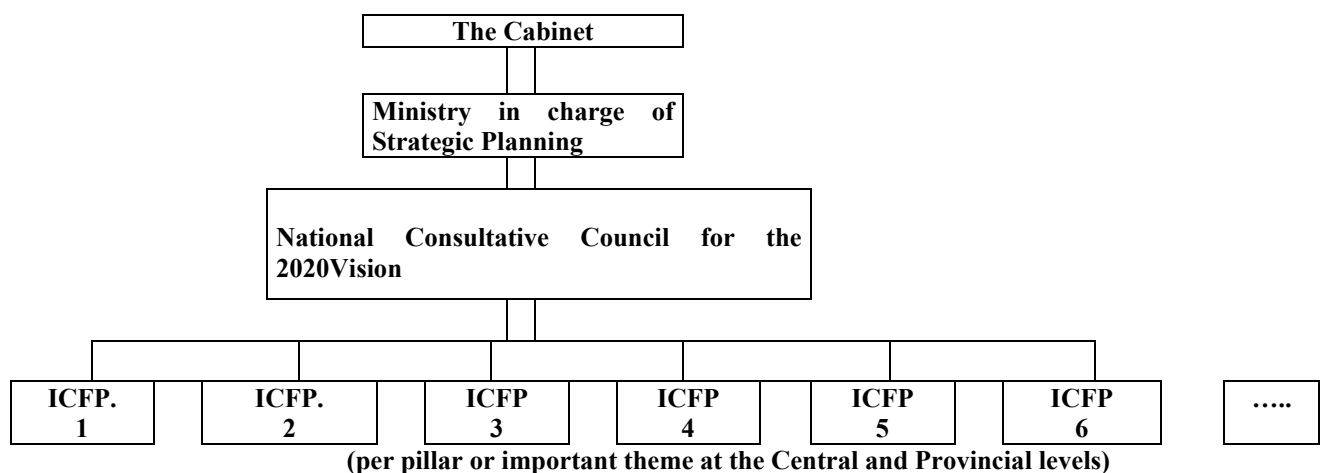 The Cabinet
Ministry in charge of
Strategic Planning
National Consultative Council for the
2020Vision
ICFP.
1
ICFP.
2
ICFP
3
ICFP
4
ICFP
5
ICFP
6
.....
(per pillar or important theme at the Central and Provincial levels)